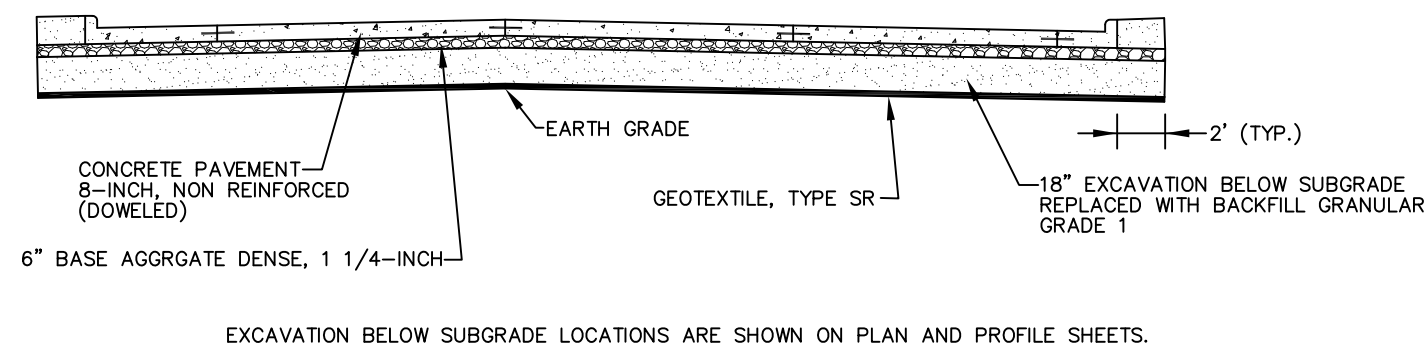 EARTH GRADE
2' (TYP.)
CONCRETE PAVEMENT
8-INCH, NON REINFORCED
(DOWELED)
GEOTEXTILE, TYPE SR
18" EXCAVATION BELOW SUBGRADE
REPLACED WITH BACKFILL GRANULAR
GRADE 1
6" BASE AGGRGATE DENSE, 1 1/4-INCH
EXCAVATION BELOW SUBGRADE LOCATIONS ARE SHOWN ON PLAN AND PROFILE SHEETS.